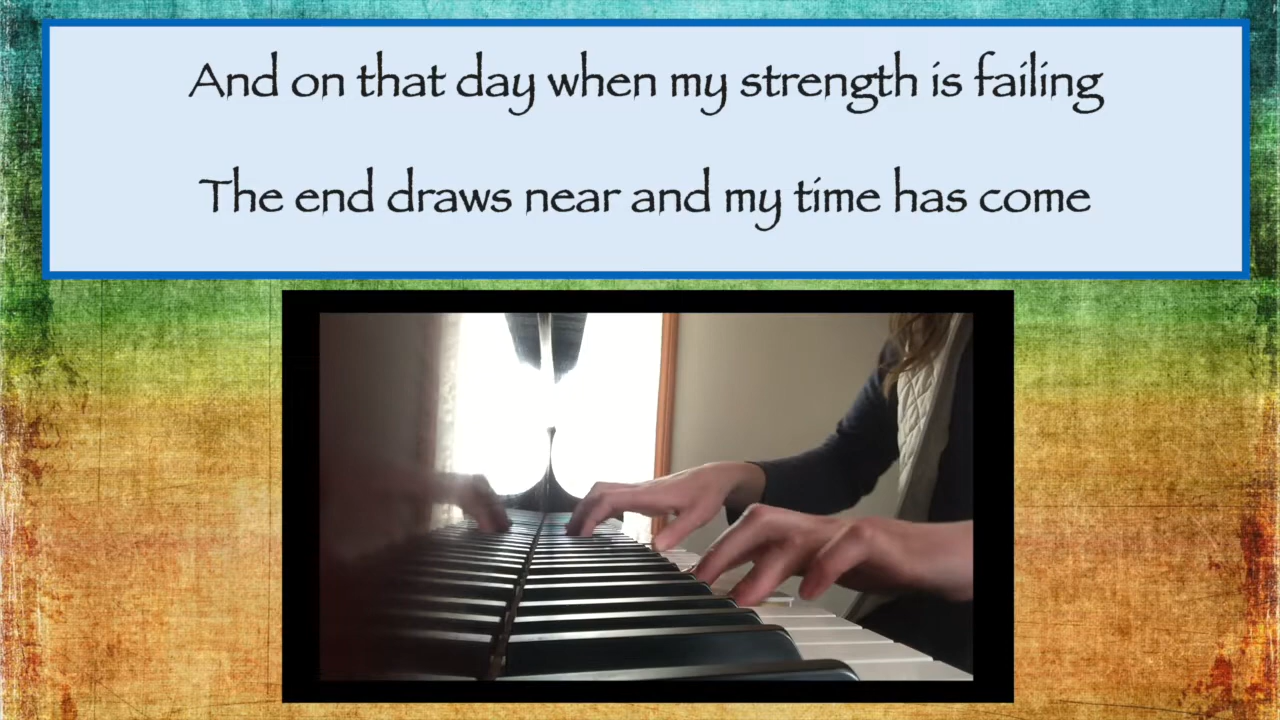 And on that day when my strength is failing
The end draws near and my time has come